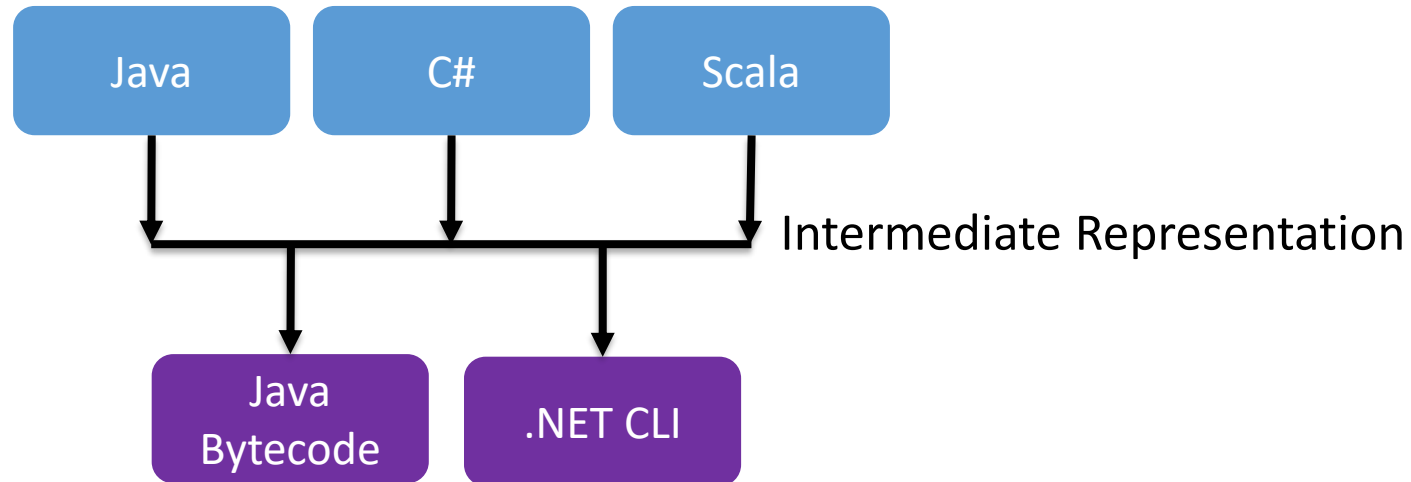 Java
C#
Scala
Intermediate Representation
Java
Bytecode
.NET CLI